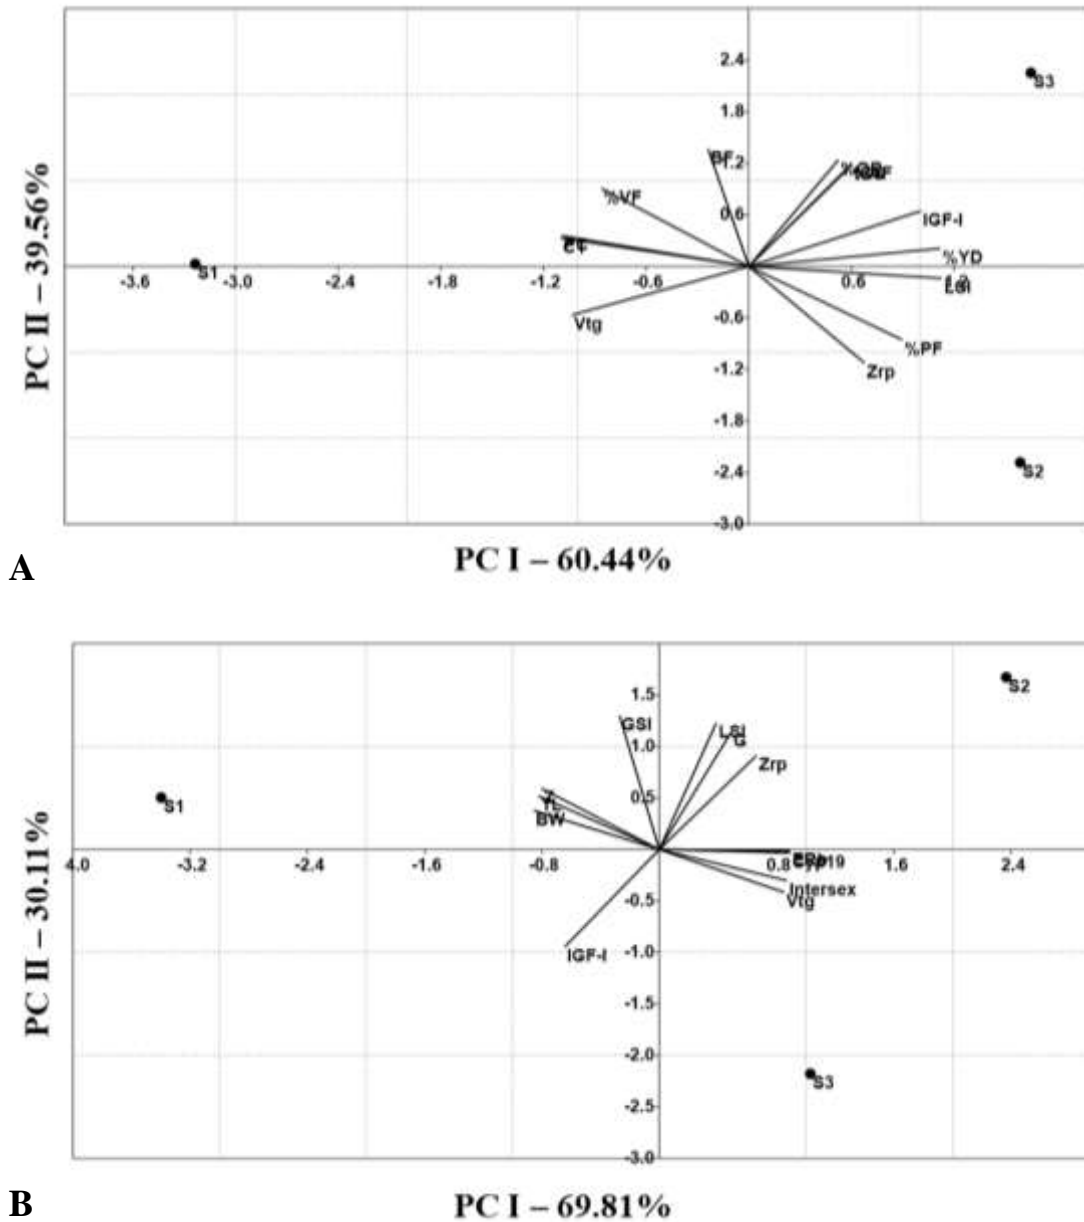 2.4
S3
1.8
1.2
BF
%VF
0.6
IGF-I
%YD
S1
-3.6
-3.0
-2.4
-1.8
-1.2
-0.6
0.6
LSI
Vtg
-0.6
%PF
-1.2
Zrp
-1.8
-2.4
S2
-3.0
PC II – 39.56%
A
PC I – 60.44%
S2
1.5
GSI
LSI
G
1.0
Zrp
S1
0.5
BW
4.0
-3.2
-2.4
-1.6
-0.8
0.8
1.6
2.4
Intersex
-0.5
Vtg
IGF-I
-1.0
-2.0
S3
-2.5
-3.0
PC II – 30.11%
B
PC I – 69.81%